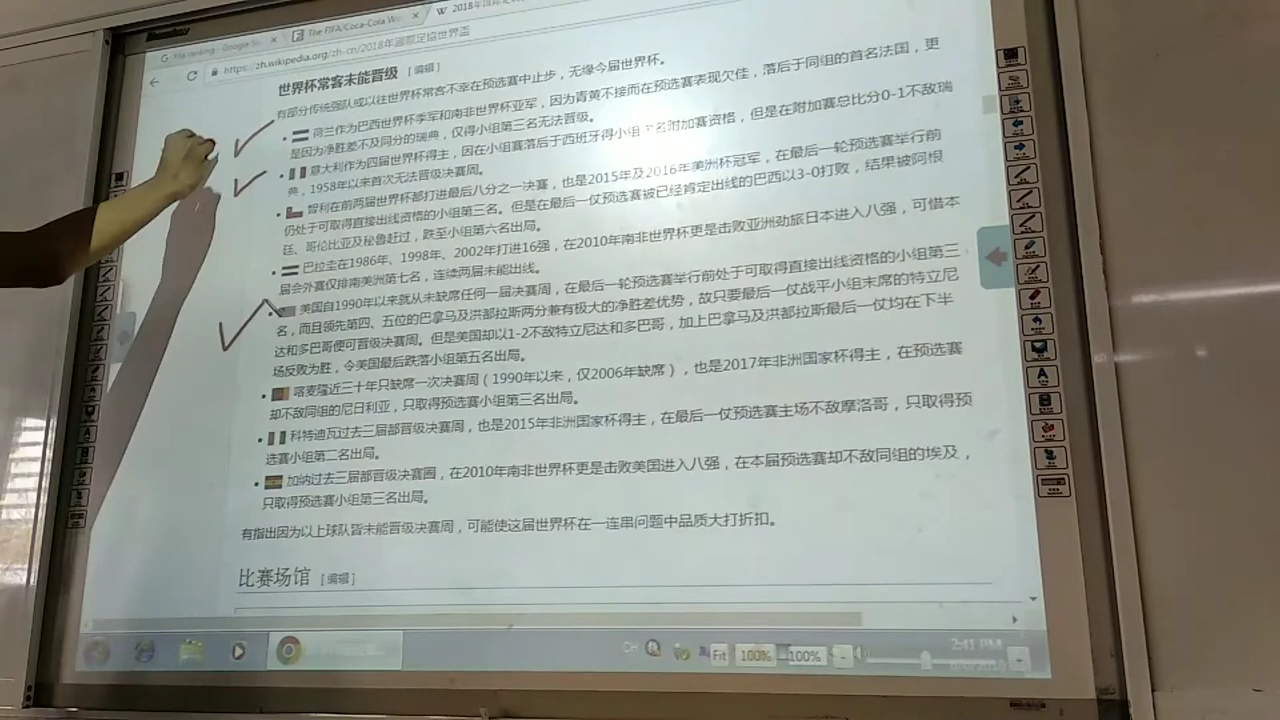 Fifa ranking - Google
The FIFA/Coca-Cola W
https://zh.wikipedia.org/zh-cn/2018年國際足協世界盃
世界杯常客未能晋级 [编辑]
有部分传统强队或以往世界杯常客不幸在预选赛中止步，无缘今届世界杯。
荷兰作为巴西世界杯季军和南非世界杯亚军，因为青黄不接而在预选赛表现欠佳，落后于同组的首名法国，更
是因为净胜差不及同分的瑞典，仅得小组第三名无法晋级。
意大利作为四届世界杯得主，因在小组赛落后于西班牙得小组 名附加赛资格，但是在附加赛总比分0-1不敌瑞
典，1958年以来首次无法晋级决赛周。
智利在前两届世界杯都打进最后八分之一决赛，也是2015年及2016年美洲杯冠军，在最后一轮预选赛举行前
仍处于可取得直接出线资格的小组第三名。但是在最后一仗预选赛被已经肯定出线的巴西以3-0打败，结果被阿根
廷、哥伦比亚及秘鲁赶过，跌至小组第六名出局。
巴拉圭在1986年、1998年、2002年打进16强，在2010年南非世界杯更是击败亚洲劲旅日本进入八强，可惜本
届会外赛仅排南美洲第七名，连续两届未能出线。
美国自1990年以来就从未缺席任何一届决赛周，在最后一轮预选赛举行前处于可取得直接出线资格的小组第三
名，而且领先第四、五位的巴拿马及洪都拉斯两分兼有极大的净胜差优势，故只要最后一仗战平小组末席的特立尼
达和多巴哥便可晋级决赛周。但是美国却以1-2不敌特立尼达和多巴哥，加上巴拿马及洪都拉斯最后一仗均在下半
场反败为胜，令美国最后跌落小组第五名出局。
喀麦隆近三十年只缺席一次决赛周（1990年以来，仅2006年缺席），也是2017年非洲国家杯得主，在预选赛
却不敌同组的尼日利亚，只取得预选赛小组第三名出局。
科特迪瓦过去三届都晋级决赛周，也是2015年非洲国家杯得主，在最后一仗预选赛主场不敌摩洛哥，只取得预
选赛小组第二名出局。
加纳过去三届都晋级决赛圈，在2010年南非世界杯更是击败美国进入八强，在本届预选赛却不敌同组的埃及，
只取得预选赛小组第三名出局。
有指出因为以上球队皆未能晋级决赛周，可能使这届世界杯在一连串问题中品质大打折扣。
比赛场馆 [编辑]
CH Fit 100% 100% 2:41 PM